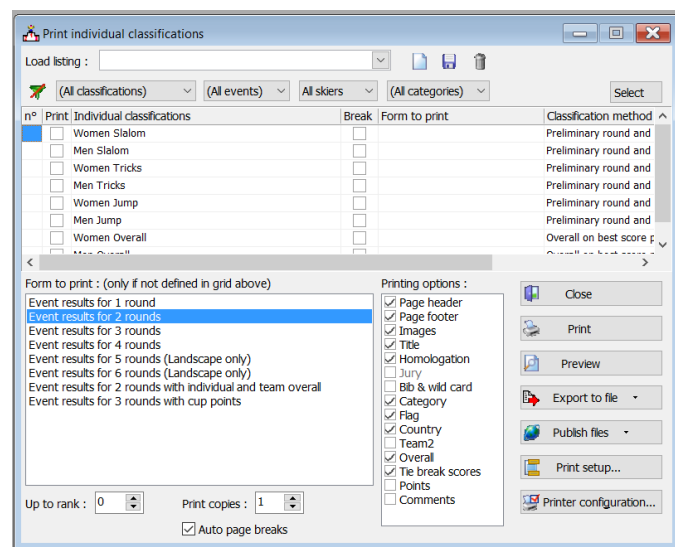 Print individual classifications
Load listing :
(All classifications) (All events) All skiers (All categories) Select
n° Print Individual classifications Break Form to print Classification method
Women Slalom Preliminary round and
Men Slalom Preliminary round and
Women Tricks Preliminary round and
Men Tricks Preliminary round and
Women Jump Preliminary round and
Men Jump Preliminary round and
Women Overall Overall on best score p
Form to print : (only if not defined in grid above)
Event results for 1 round
Event results for 2 rounds
Event results for 3 rounds
Event results for 4 rounds
Event results for 5 rounds (Landscape only)
Event results for 6 rounds (Landscape only)
Event results for 2 rounds with individual and team overall
Event results for 3 rounds with cup points
Up to rank : 0 Print copies : 1
Auto page breaks
Printing options :
Page header
Page footer
Images
Title
Homologation
Jury
Bib & wild card
Category
Flag
Country
Team2
Overall
Tie break scores
Points
Comments
Close
Print
Preview
Export to file
Publish files
Print setup...
Printer configuration...